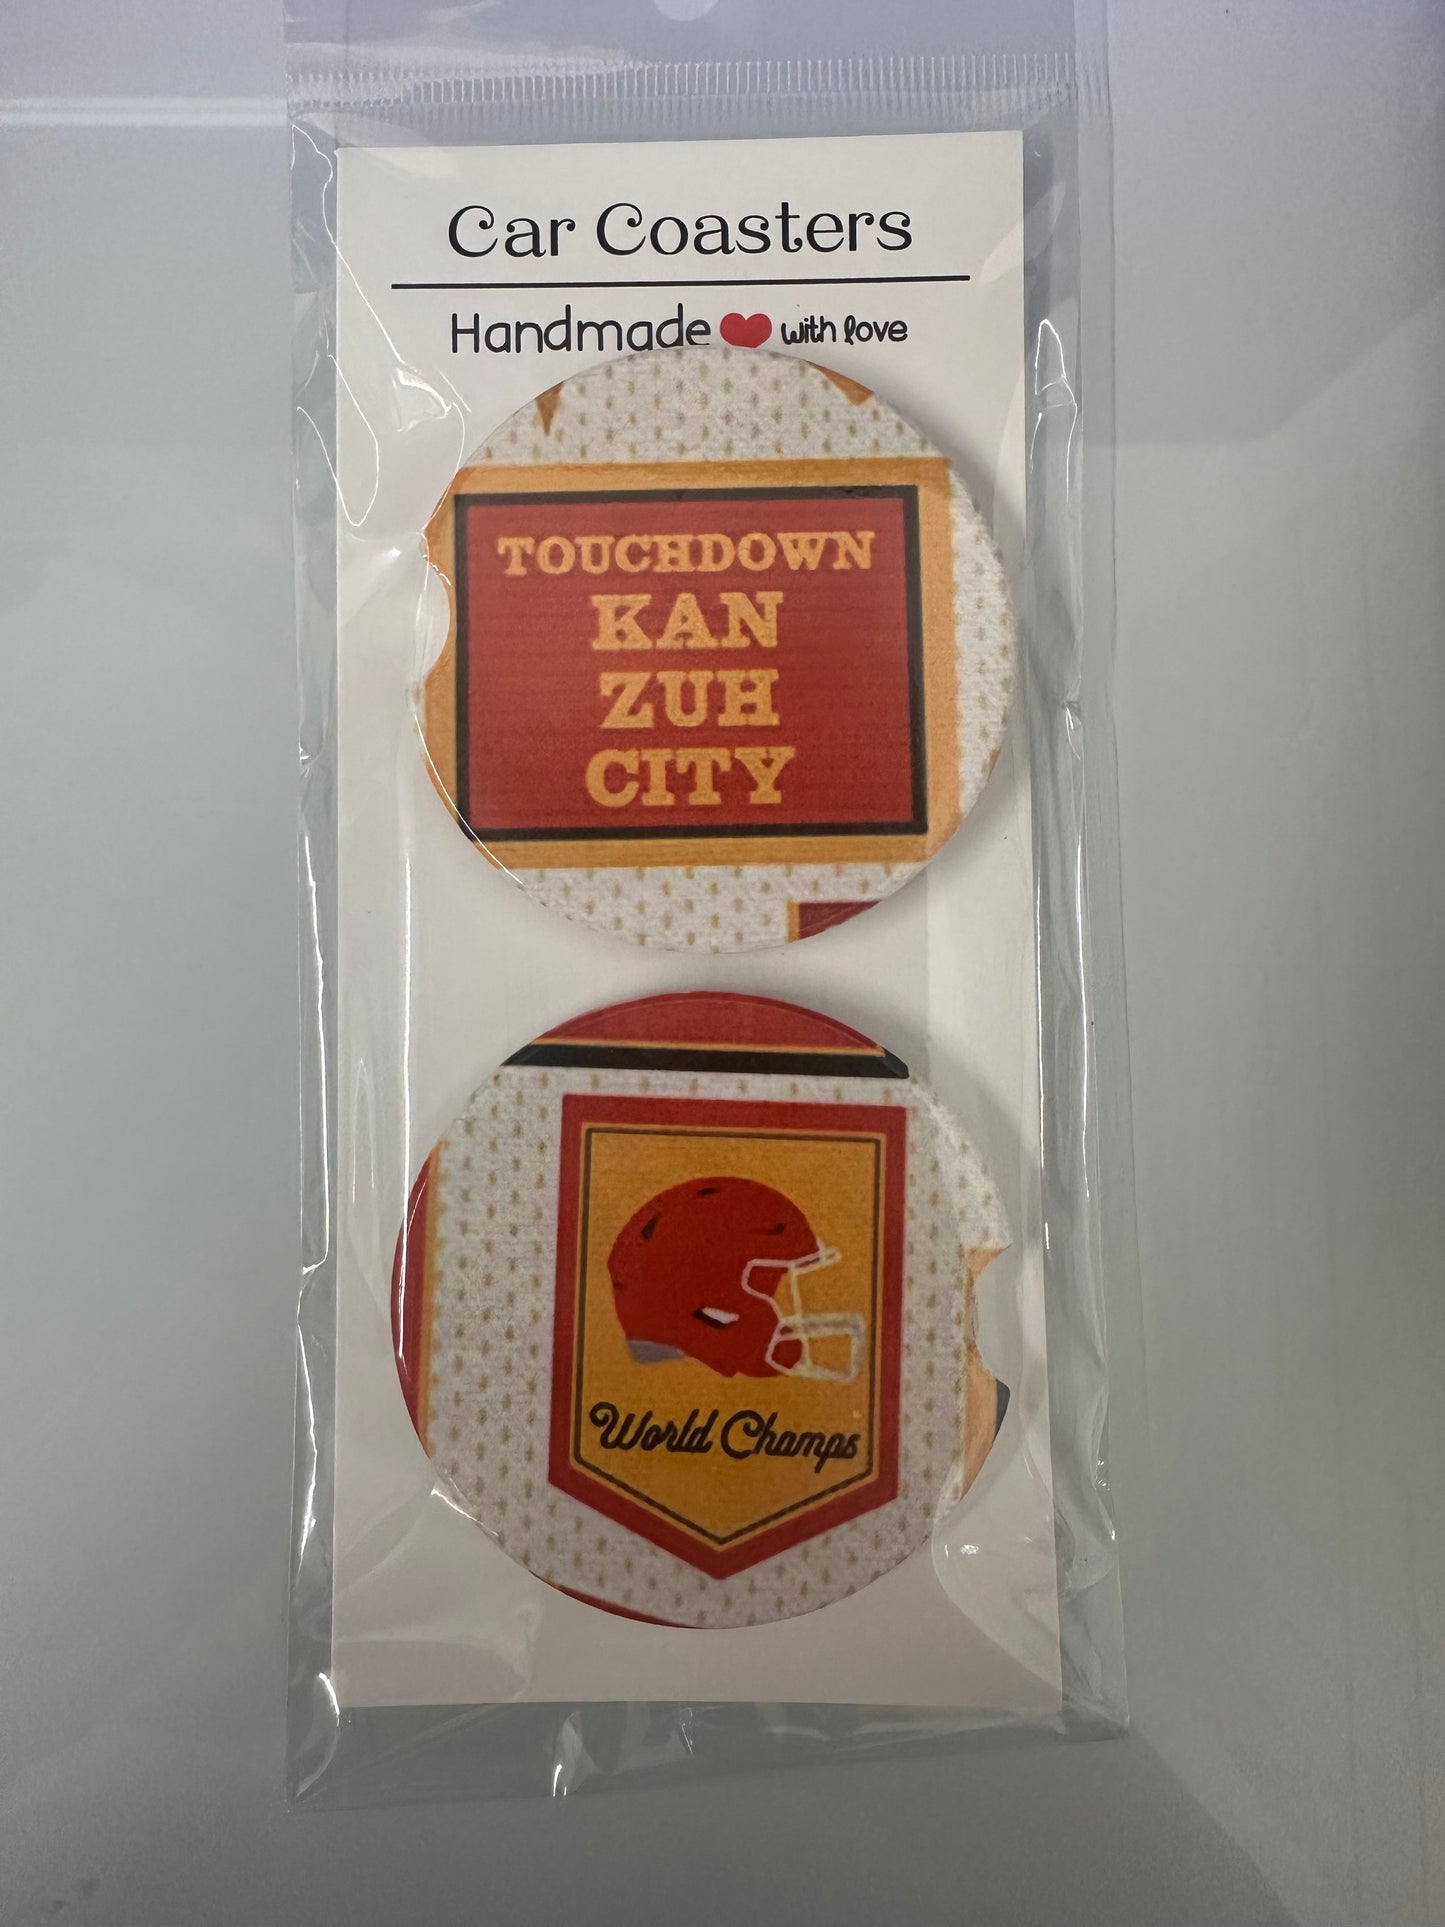 Car Coasters
Handmade with love
TOUCHDOWN
KAN
ZUH
CITY
World Champs